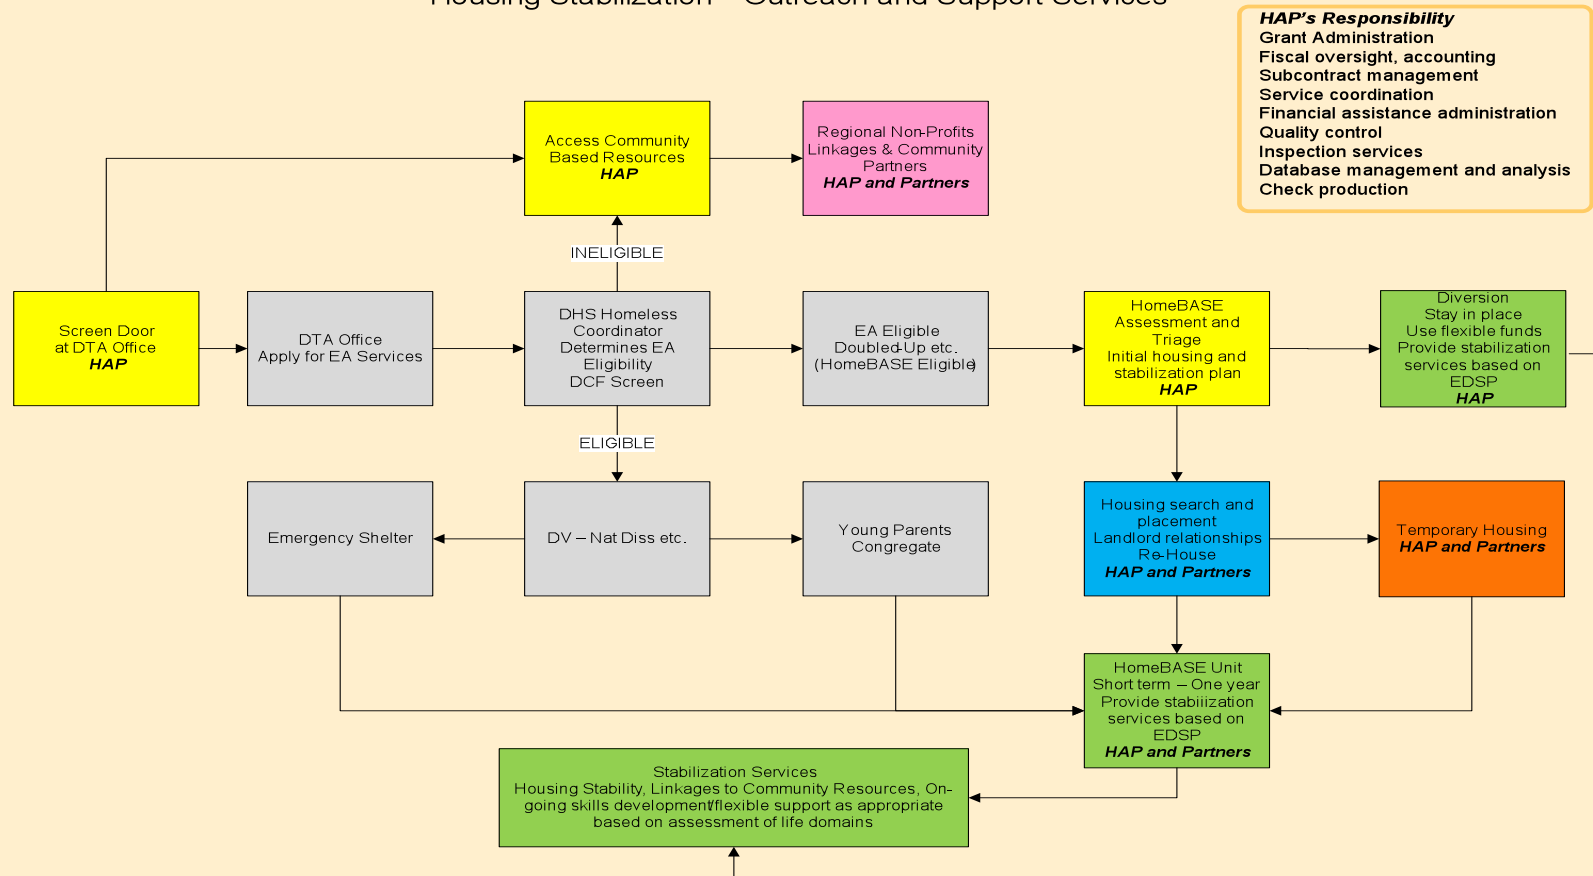 Housing Stabilization – Outreach and Support Services
HAP's Responsibility
Grant Administration
Fiscal oversight, accounting
Subcontract management
Service coordination
Financial assistance administration
Quality control
Inspection services
Database management and analysis
Check production
Access Community
Based Resources
HAP
Regional Non-Profits
Linkages & Community
Partners
HAP and Partners
INELIGIBLE
Screen Door
at DTA Office
HAP
DTA Office
Apply for EA Services
DHS Homeless
Coordinator
Determines EA
Eligibility
DCF Screen
EA Eligible
Doubled-Up etc.
(HomeBASE Eligible)
HomeBASE
Assessment and
Triage
Initial housing and
stabilization plan
HAP
Diversion
Stay in place
Use flexible funds
Provide stabilization
services based on
EDSP
HAP
ELIGIBLE
Emergency Shelter
DV – Nat Diss etc.
Young Parents
Congregate
Housing search and
placement
Landlord relationships
Re-House
HAP and Partners
Temporary Housing
HAP and Partners
HomeBASE Unit
Short term – One year
Provide stabiiization
services based on
EDSP
HAP and Partners
Stabilization Services
Housing Stability, Linkages to Community Resources, On-
going skills development/flexible support as appropriate
based on assessment of life domains